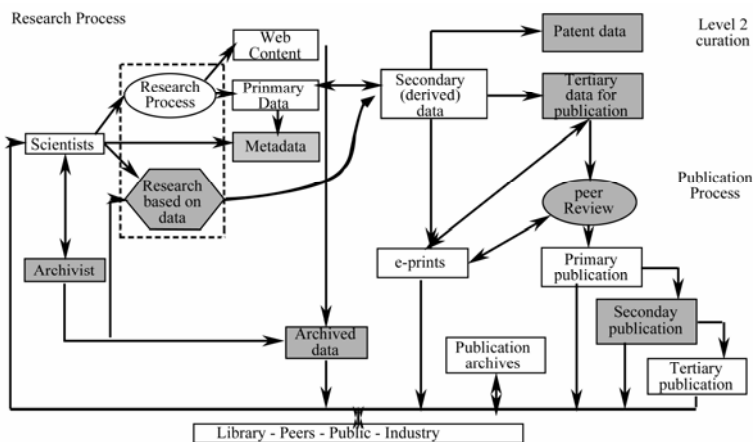 Research Process
Web
Content
Patent data
Level 2
curation
Research
Process
Prinmary
Data
Secondary
(derived)
data
Tertiary
data for
publication
Scientists
Metadata
Research
based on
data
peer
Review
Publication
Process
Archivist
e-prints
Primary
publication
Seconday
publication
Archived
data
Publication
archives
Tertiary
publication
Library - Peers - Public - Industry